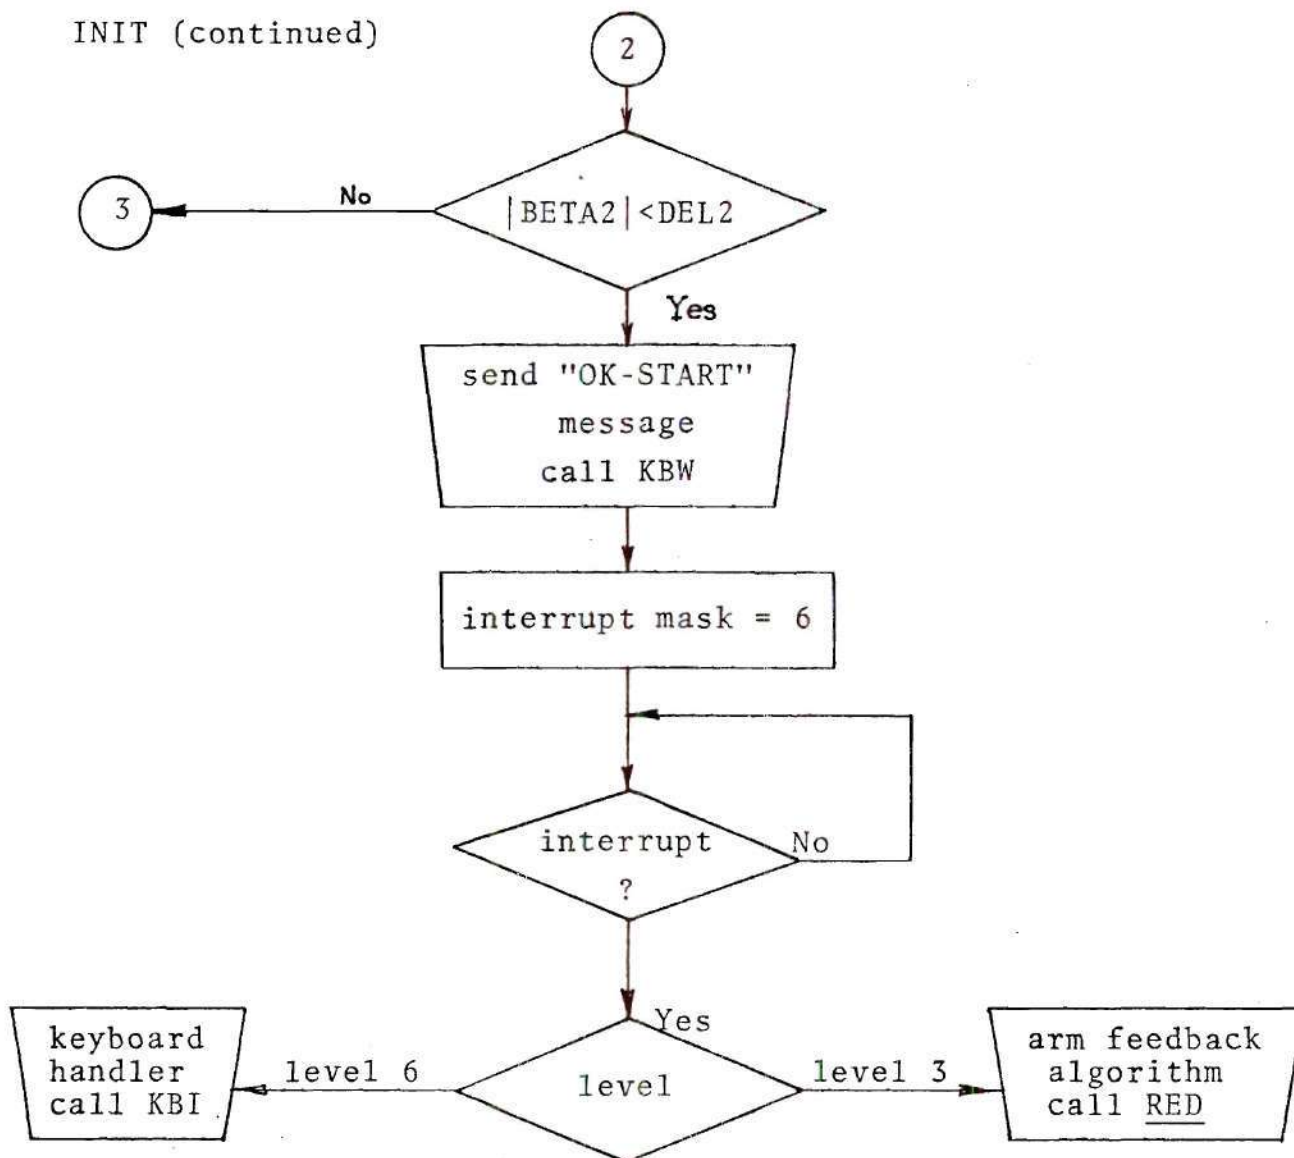 INIT (continued)
2
3
No
|BETA2|<DEL2
Yes
send "OK-START"
message
call KBW
interrupt mask = 6
interrupt
?
No
Yes
keyboard
handler
call KBI
level 6
level
level 3
arm feedback
algorithm
call RED